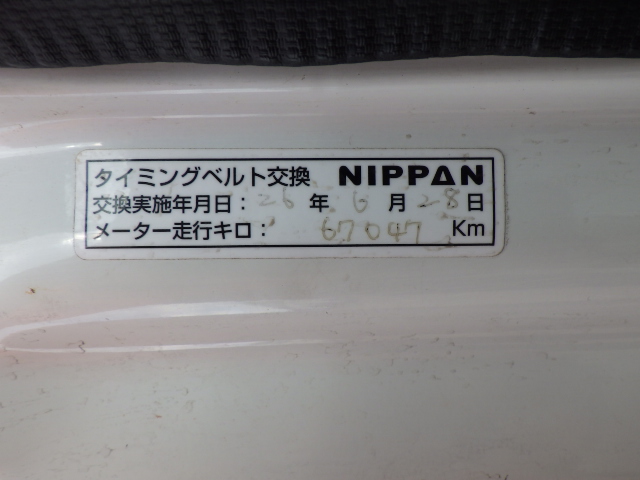 タイミングベルト交換 NIPPAN
交換実施年月日： 26 年 6 月 28 日
メーター走行キロ： 67047 Km